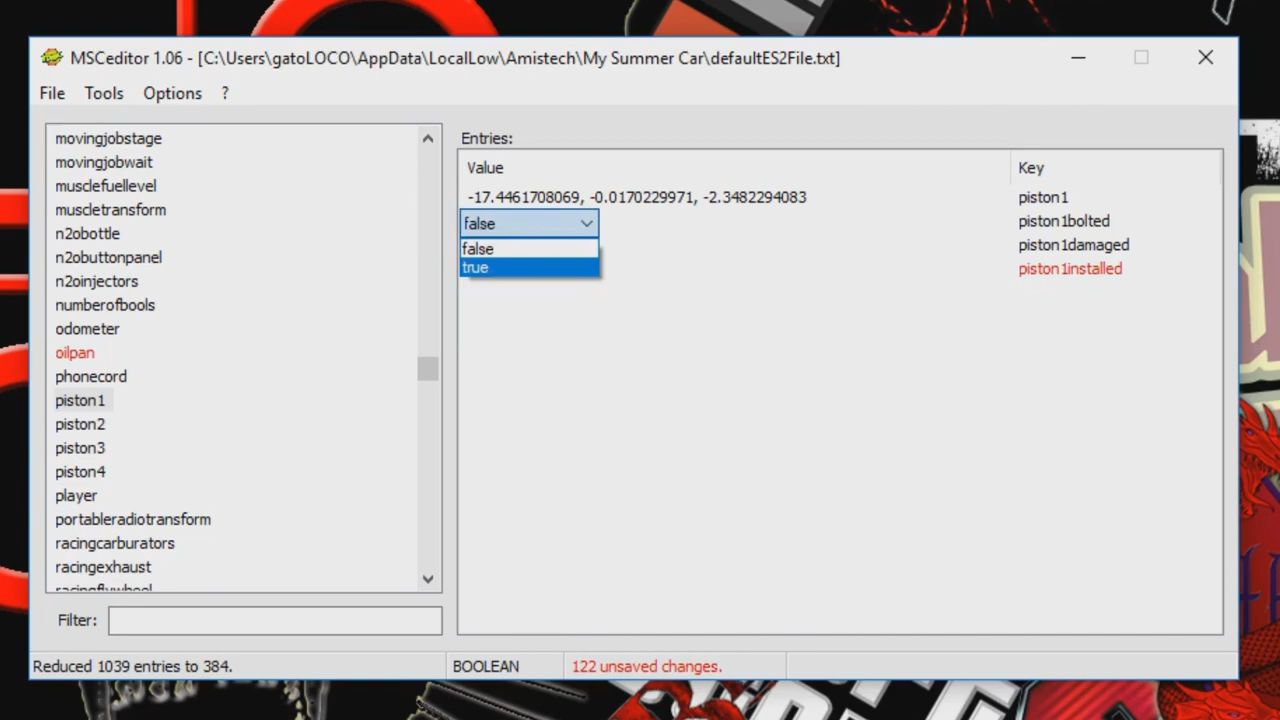 MSCeditor 1.06 - [C:\Users\gatoLOCO\AppData\LocalLow\Amistech\My Summer Car\defaultES2File.txt]
File Tools Options ?
movingjobstage
movingjobwait
musclefuellevel
muscletransform
n2obottle
n2obuttonpanel
n2oinjectors
numberofbools
odometer
oilpan
phonecord
piston1
piston2
piston3
piston4
player
portableradiotransform
racingcarburators
racingexhaust
racingflywheel
Filter:
Entries:
Value Key
-17.4461708069, -0.0170229971, -2.3482294083 piston1
false piston1bolted
false piston1damaged
true piston1installed
Reduced 1039 entries to 384. BOOLEAN 122 unsaved changes.